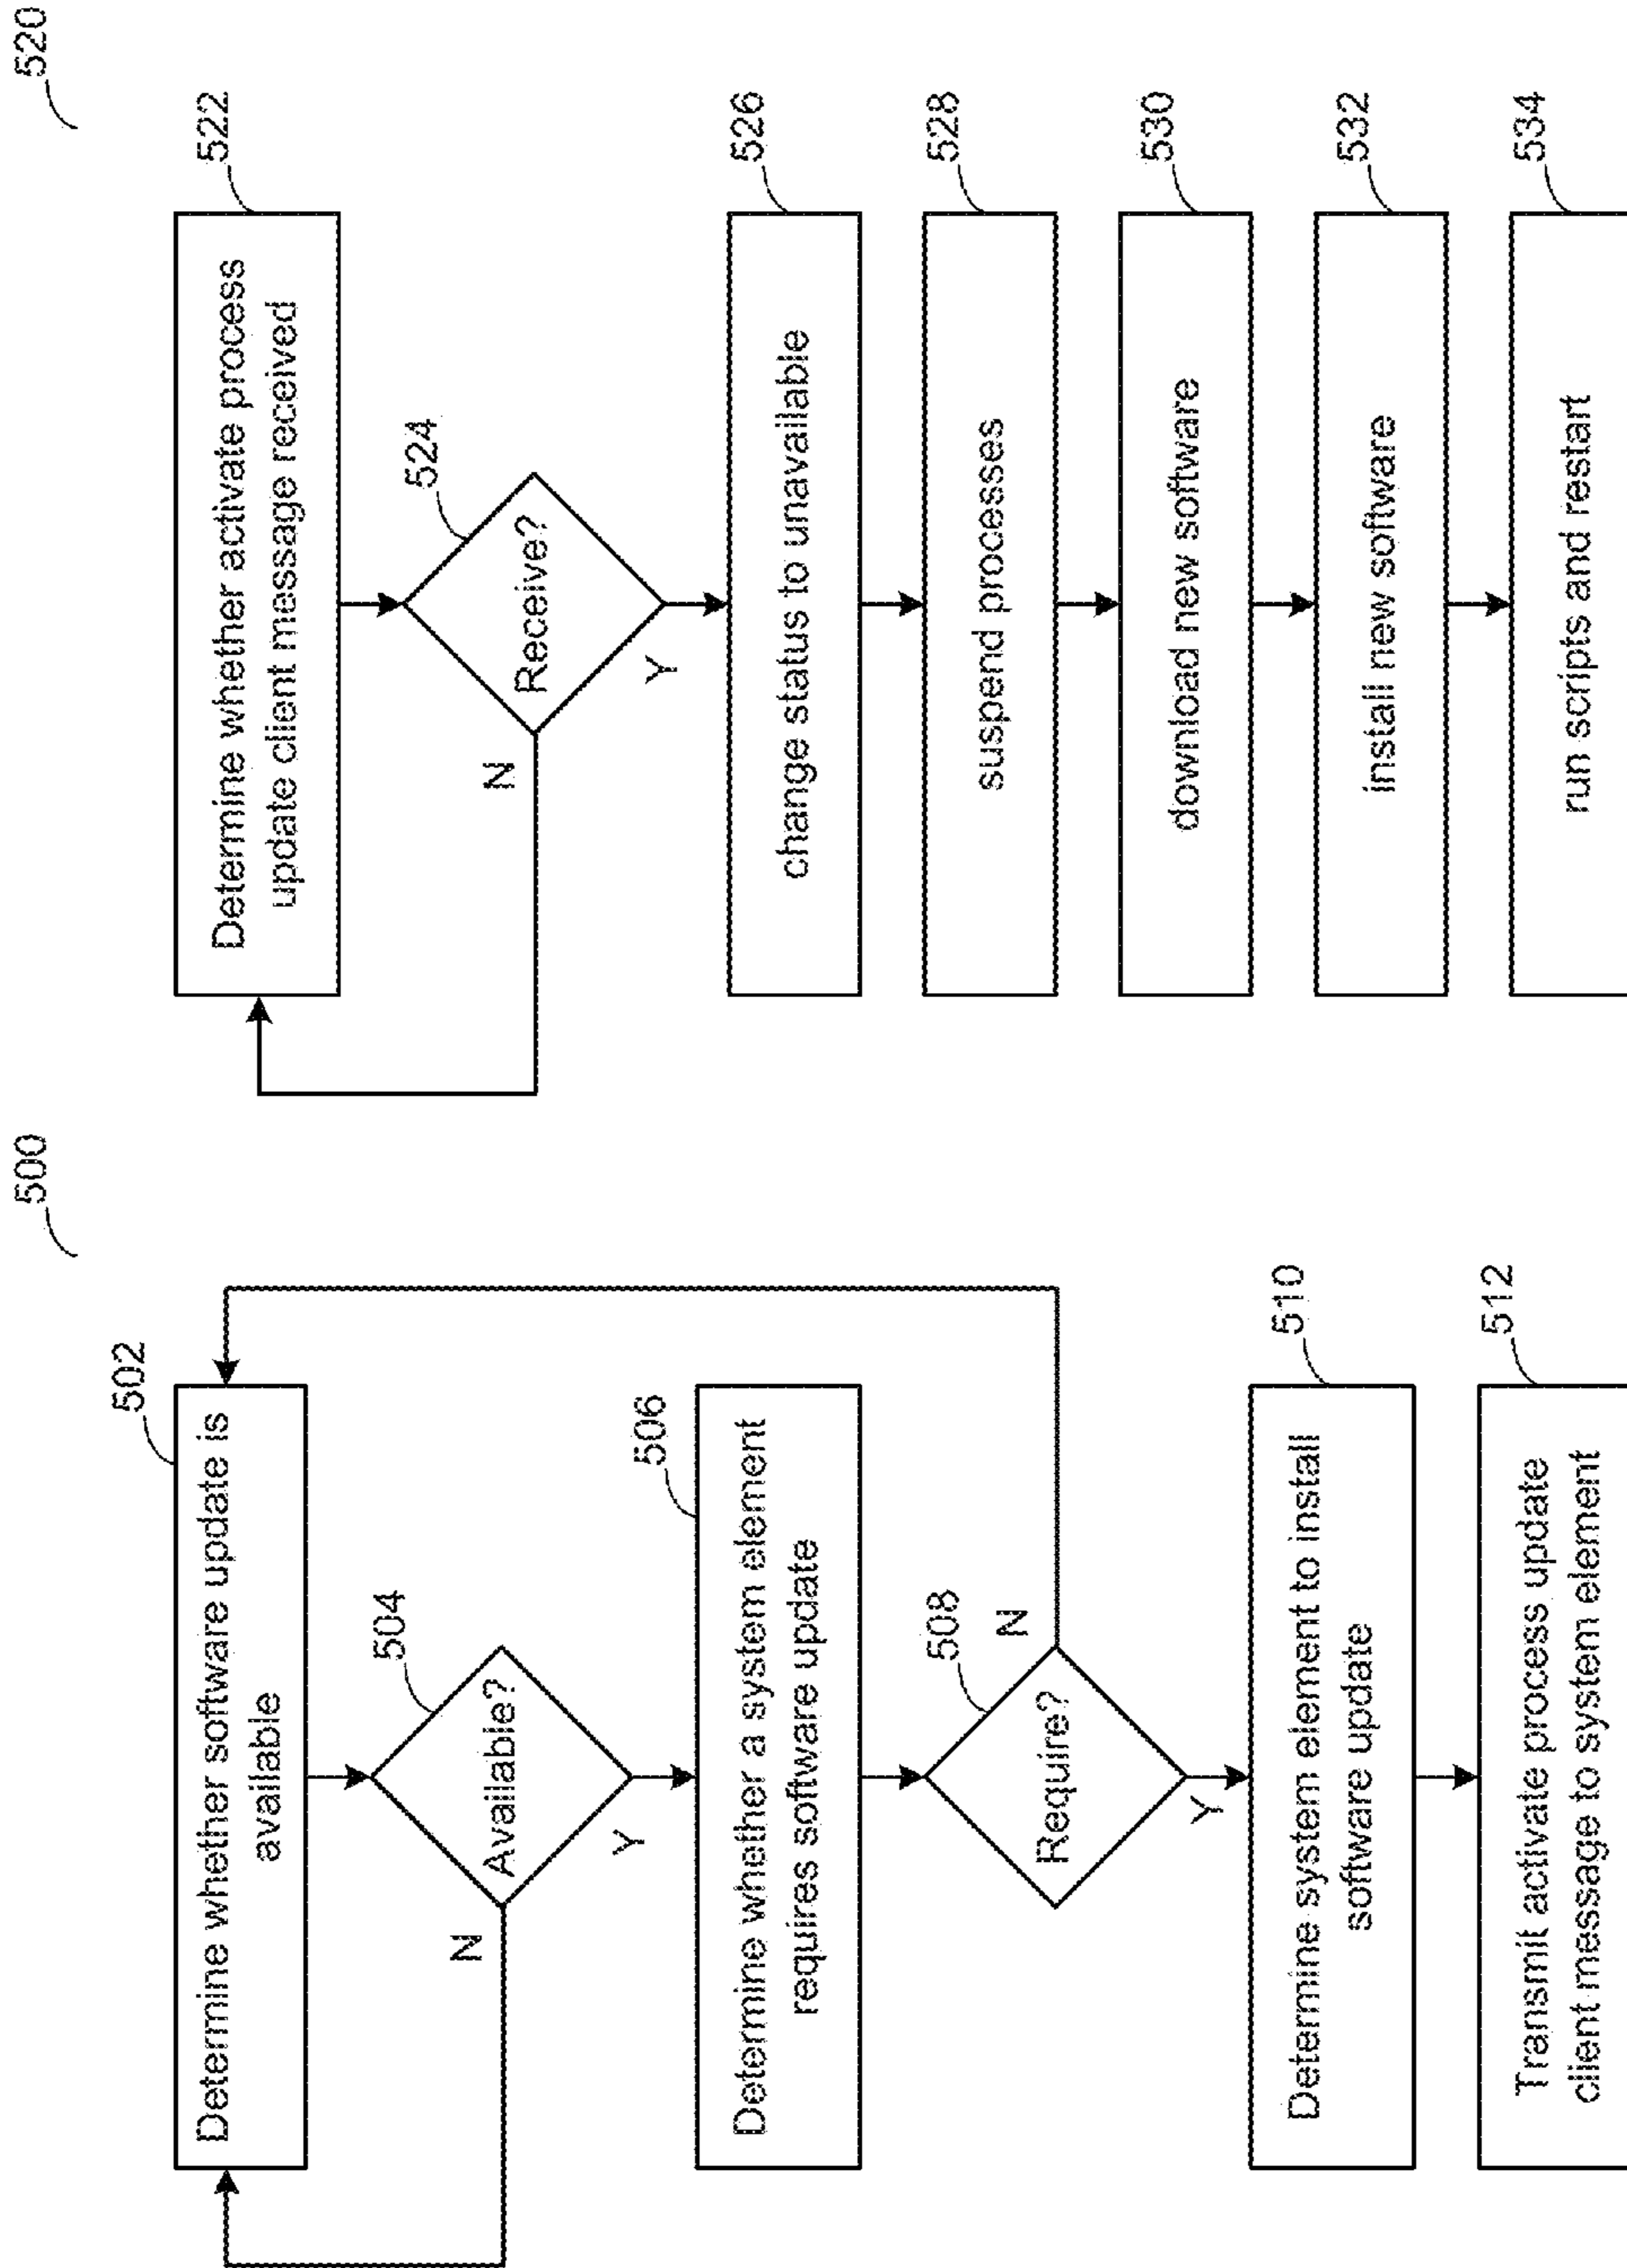 500
502
Determine whether software update is
available
504
Available?
N
Y
506
Determine whether a system element
requires software update
508
Require?
N
Y
510
Determine system element to install
software update
512
Transmit activate process update
client message to system element
520
522
Determine whether activate process
update client message received
524
Receive?
N
Y
526
change status to unavailable
528
suspend processes
530
download new software
532
install new software
534
run scripts and restart